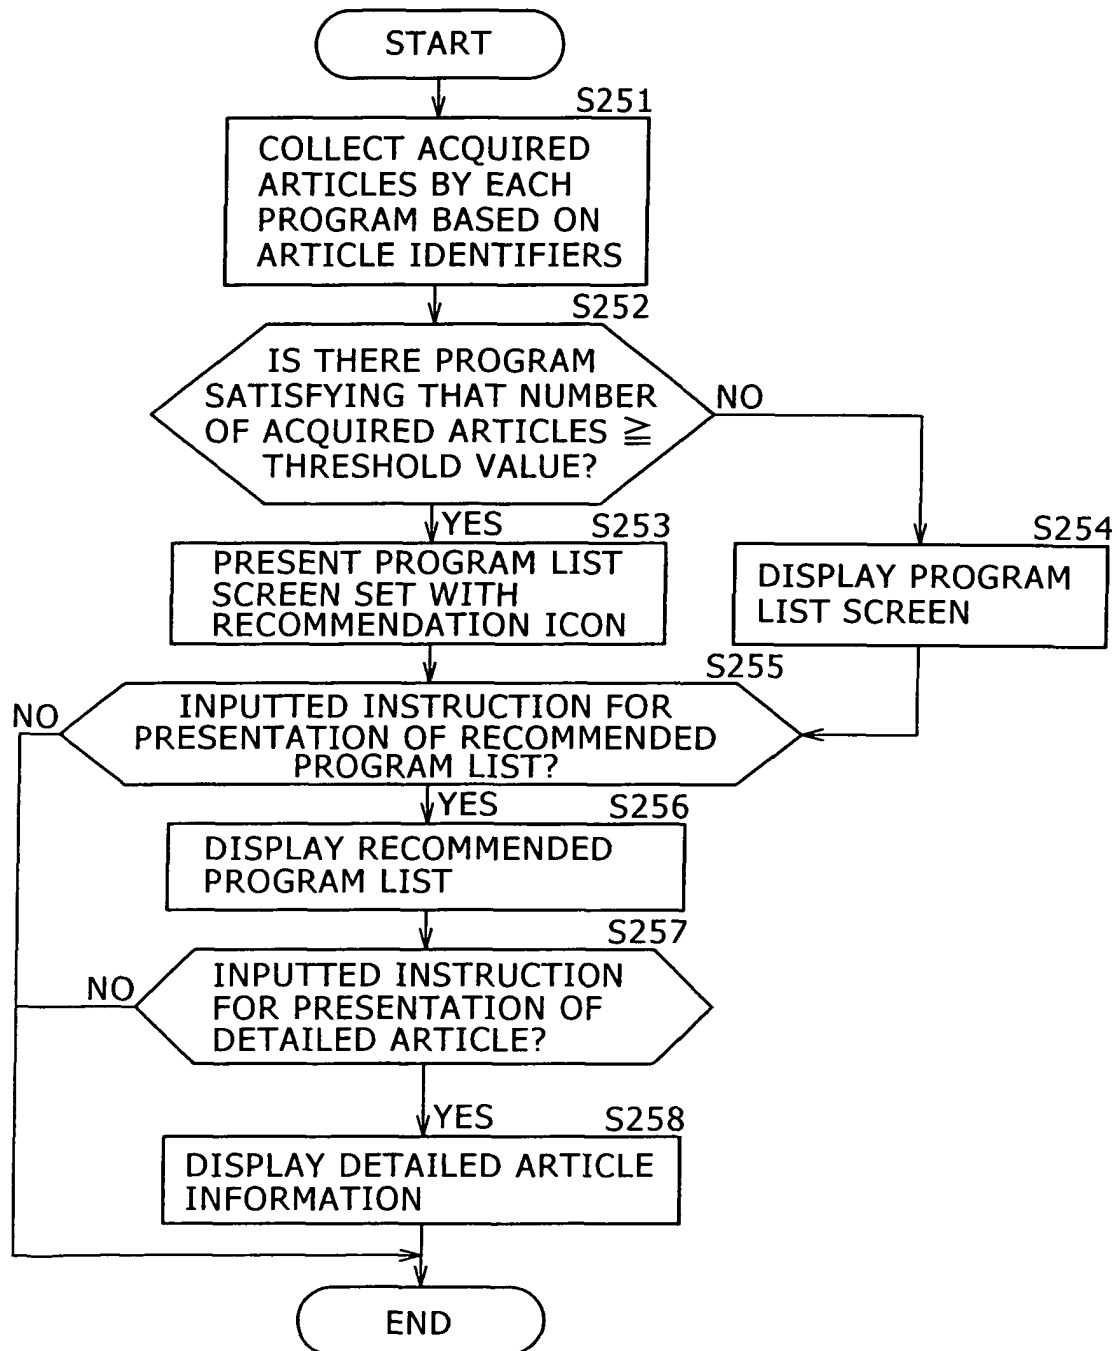 START
S251
COLLECT ACQUIRED
ARTICLES BY EACH
PROGRAM BASED ON
ARTICLE IDENTIFIERS
S252
IS THERE PROGRAM
SATISFYING THAT NUMBER
OF ACQUIRED ARTICLES ≧
THRESHOLD VALUE?
NO
YES
S253
PRESENT PROGRAM LIST
SCREEN SET WITH
RECOMMENDATION ICON
S254
DISPLAY PROGRAM
LIST SCREEN
S255
INPUTTED INSTRUCTION FOR
PRESENTATION OF RECOMMENDED
PROGRAM LIST?
NO
YES
S256
DISPLAY RECOMMENDED
PROGRAM LIST
S257
INPUTTED INSTRUCTION
FOR PRESENTATION OF
DETAILED ARTICLE?
NO
YES
S258
DISPLAY DETAILED ARTICLE
INFORMATION
END